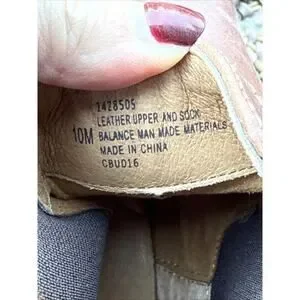 1428505
LEATHER UPPER AND SOCK
10M BALANCE MAN MADE MATERIALS
MADE IN CHINA
CBUD16